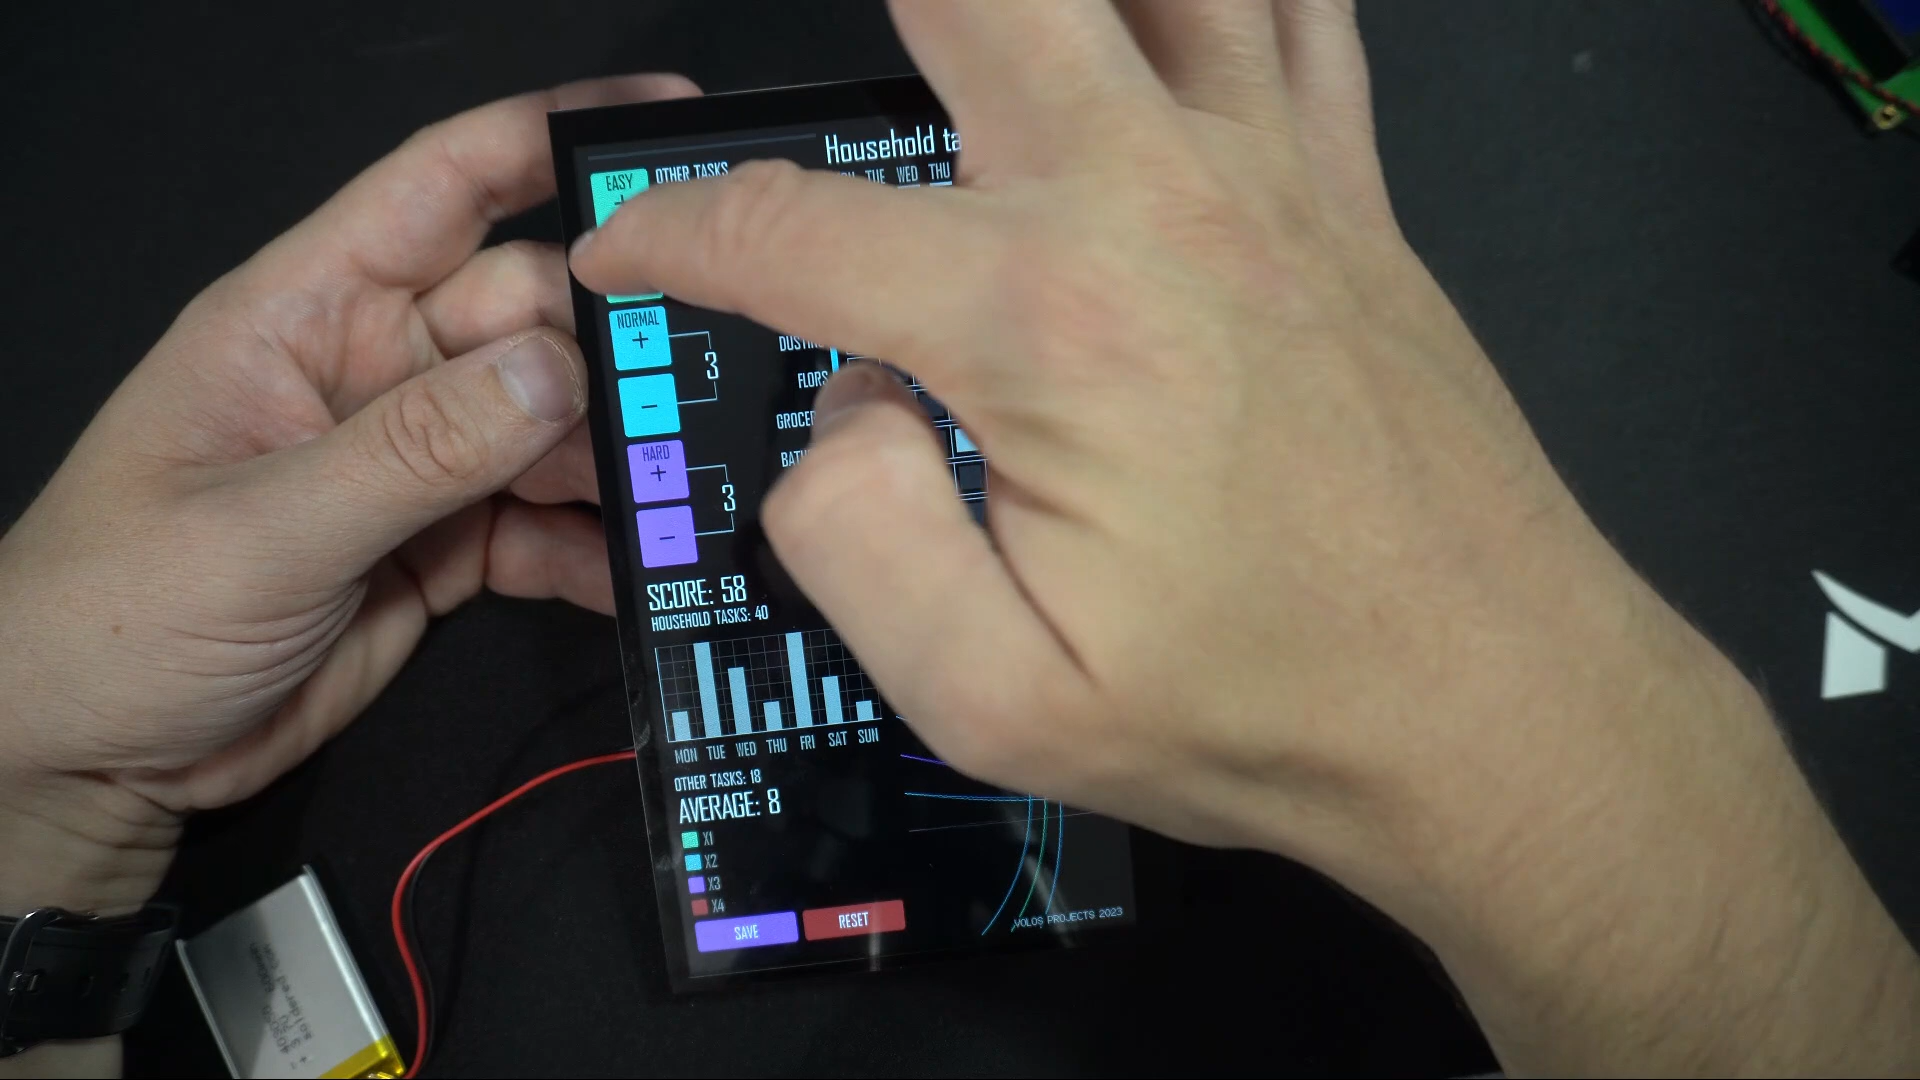 Household ta
TUE WED THU
EASY
OTHER TASKS
+
NORMAL
+
3
-
HARD
+
3
-
FLORS
SCORE: 58
HOUSEHOLD TASKS: 40
MON TUE WED THU FRI SAT SUN
OTHER TASKS: 18
AVERAGE: 8
X1
X2
X3
X4
SAVE
RESET
VOLOS PROJECTS 2023